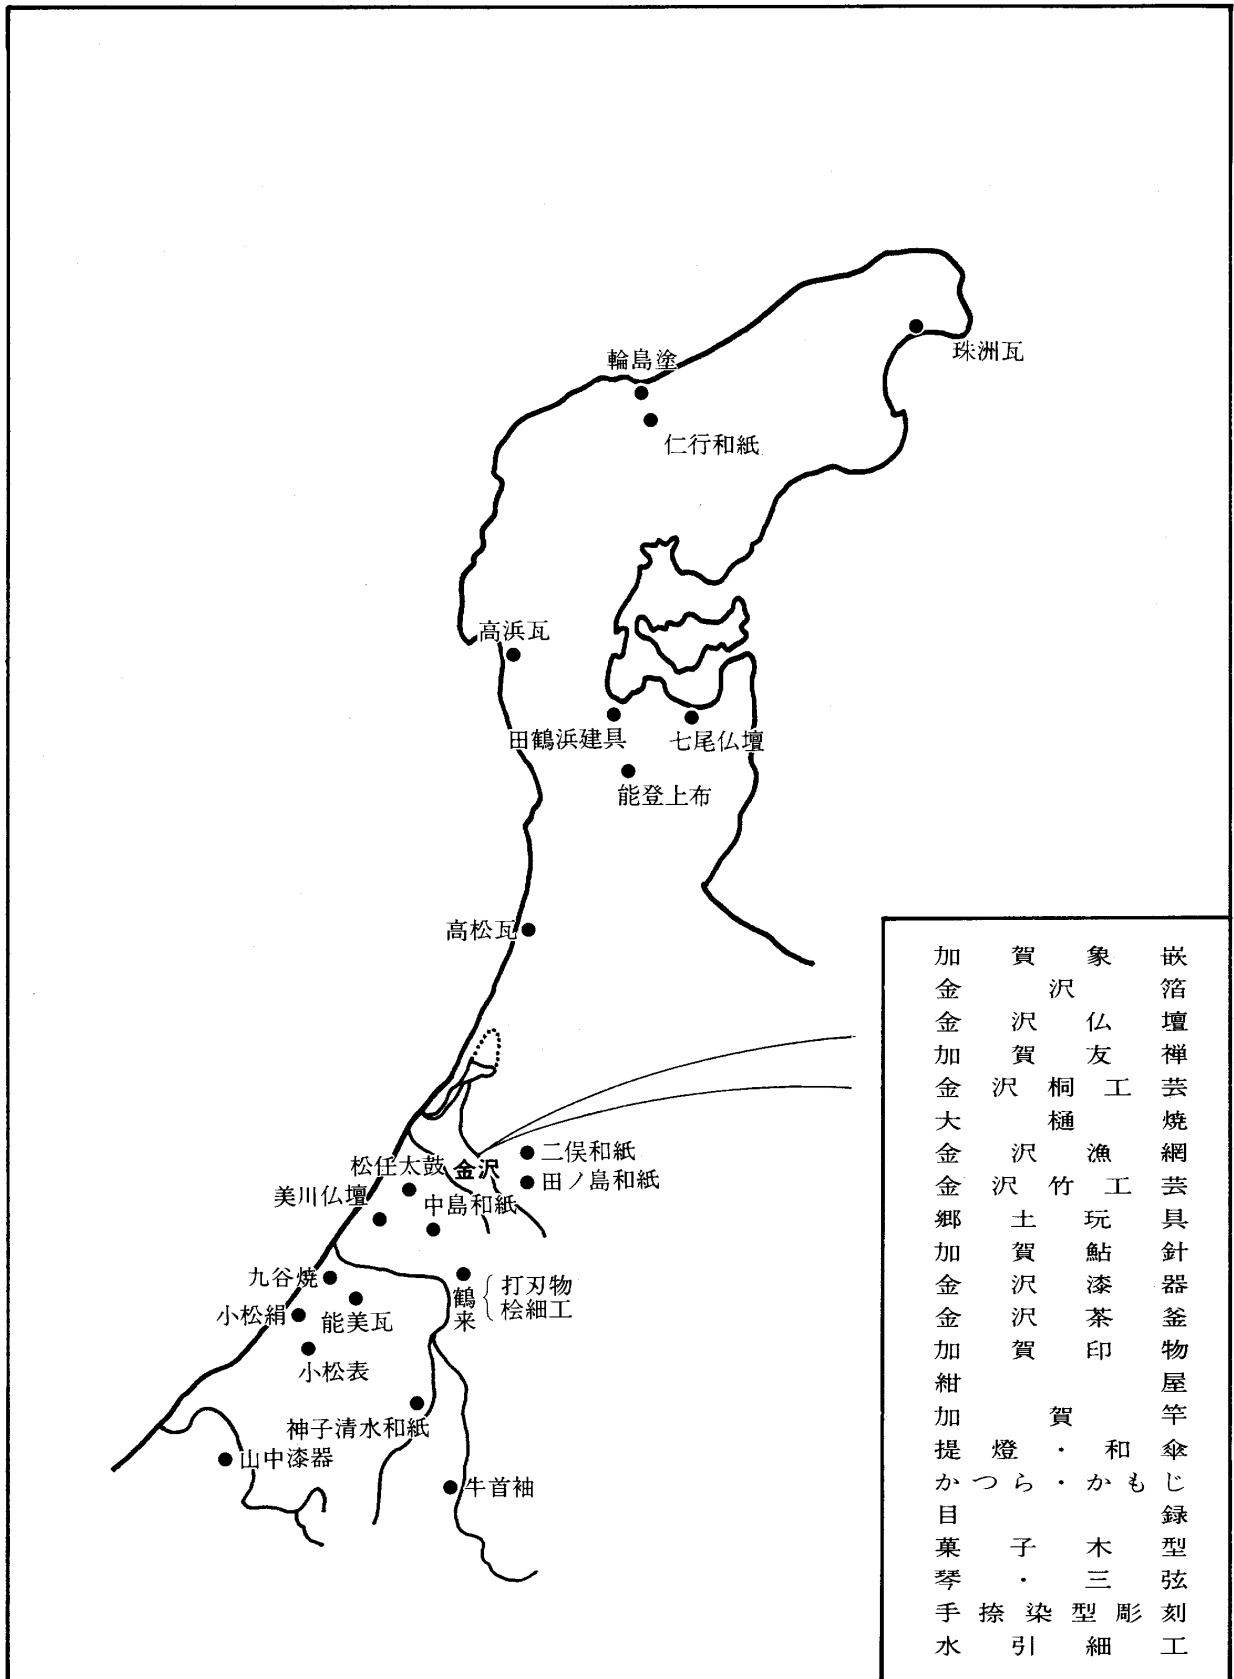 輪島塗
珠洲瓦
仁行和紙
高浜瓦
田鶴浜建具
七尾仏壇
能登上布
高松瓦
二俣和紙
松任太鼓
金沢
田ノ島和紙
美川仏壇
中島和紙
九谷焼
鶴来
打刃物
桧細工
小松絹
能美瓦
小松表
神子清水和紙
山中漆器
牛首袖
加賀象嵌
金沢箔
金沢仏壇
加賀友禅
金沢桐工芸
大樋焼
金沢漁網
金沢竹工芸
郷土玩具
加賀鮎針
金沢漆器
金沢茶釜
加賀印物
紺屋
加賀竿
提燈・和傘
かつら・かもじ
目録
菓子木型
琴・三弦
手捺染型彫刻
水引細工